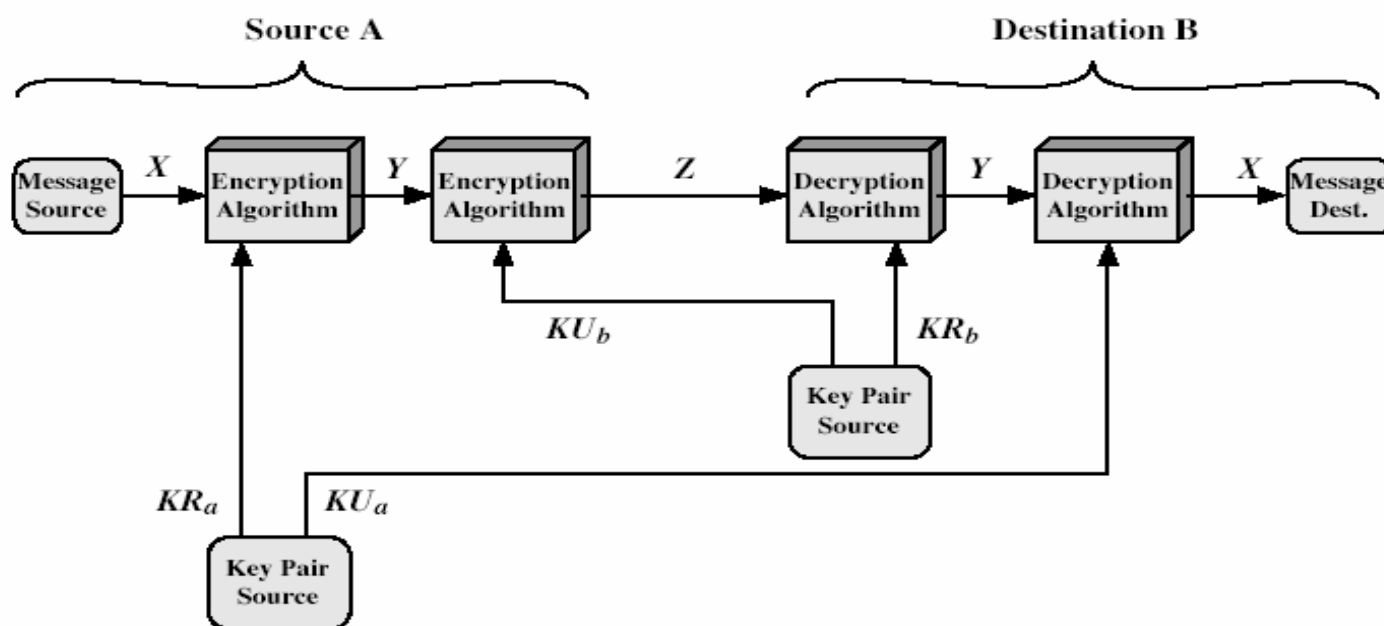 Source A
Destination B
Message
Source
X
Encryption
Algorithm
Y
Encryption
Algorithm
Z
Decryption
Algorithm
Y
Decryption
Algorithm
X
Message
Dest.
KUb
KRb
Key Pair
Source
KRa
KUa
Key Pair
Source